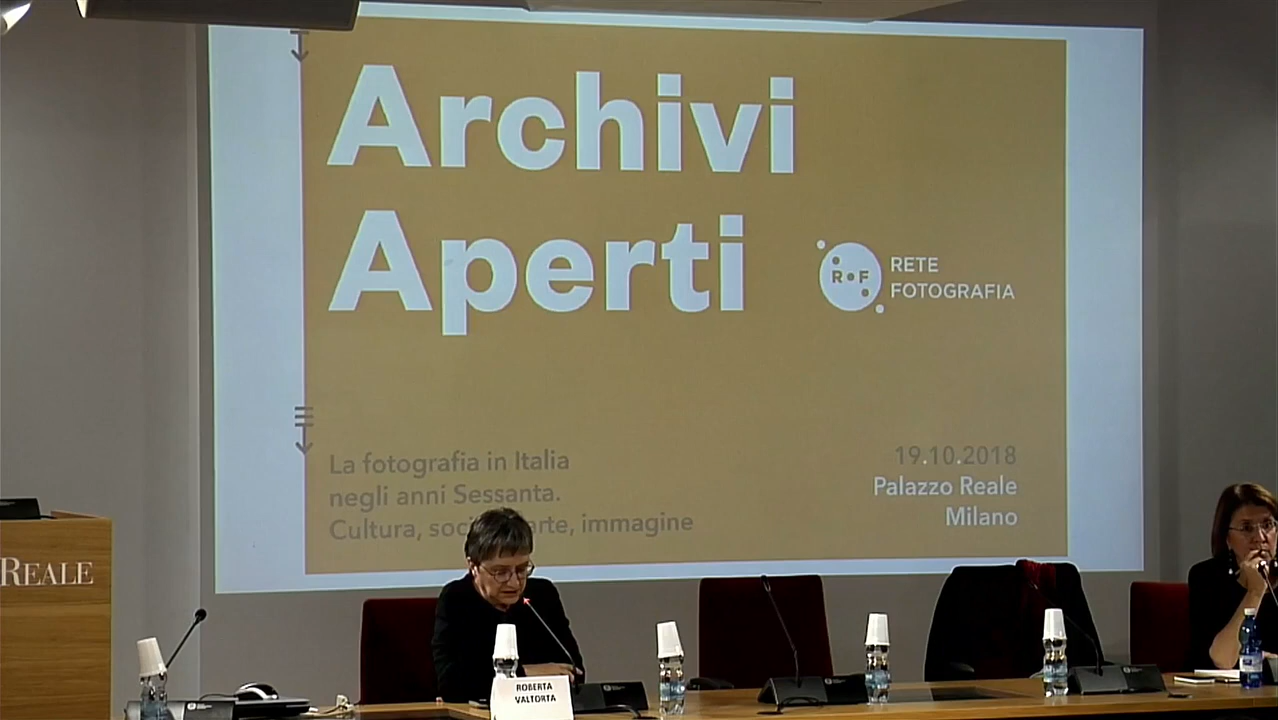 Archivi
Aperti
R•F
RETE
FOTOGRAFIA
La fotografia in Italia
negli anni Sessanta.
Cultura, arte, immagine
19.10.2018
Palazzo Reale
Milano
REALE
ROBERTA
VALTORTA